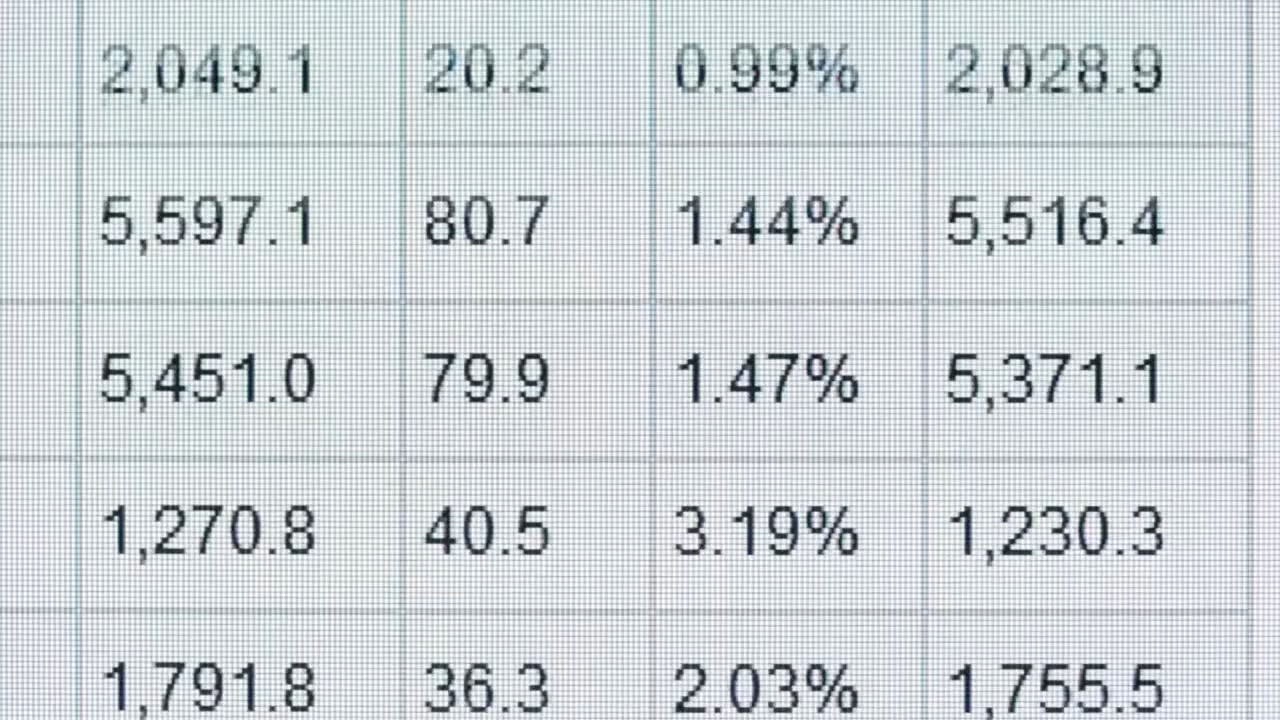 2,049.1 20.2 0.99% 2,028.9
5,597.1 80.7 1.44% 5,516.4
5,451.0 79.9 1.47% 5,371.1
1,270.8 40.5 3.19% 1,230.3
1,791.8 36.3 2.03% 1,755.5